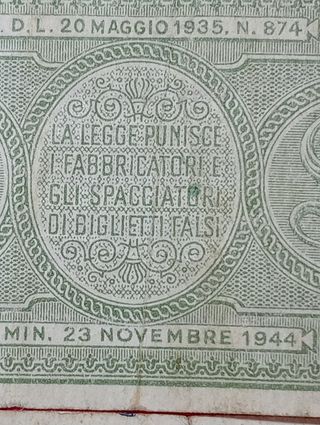 D. L. 20 MAGGIO 1935, N. 874
LA LEGGE PUNISCE
I FABBRICATORI E
GLI SPACCIATORI
DI BIGLIETTI FALSI
MIN. 23 NOVEMBRE 1944